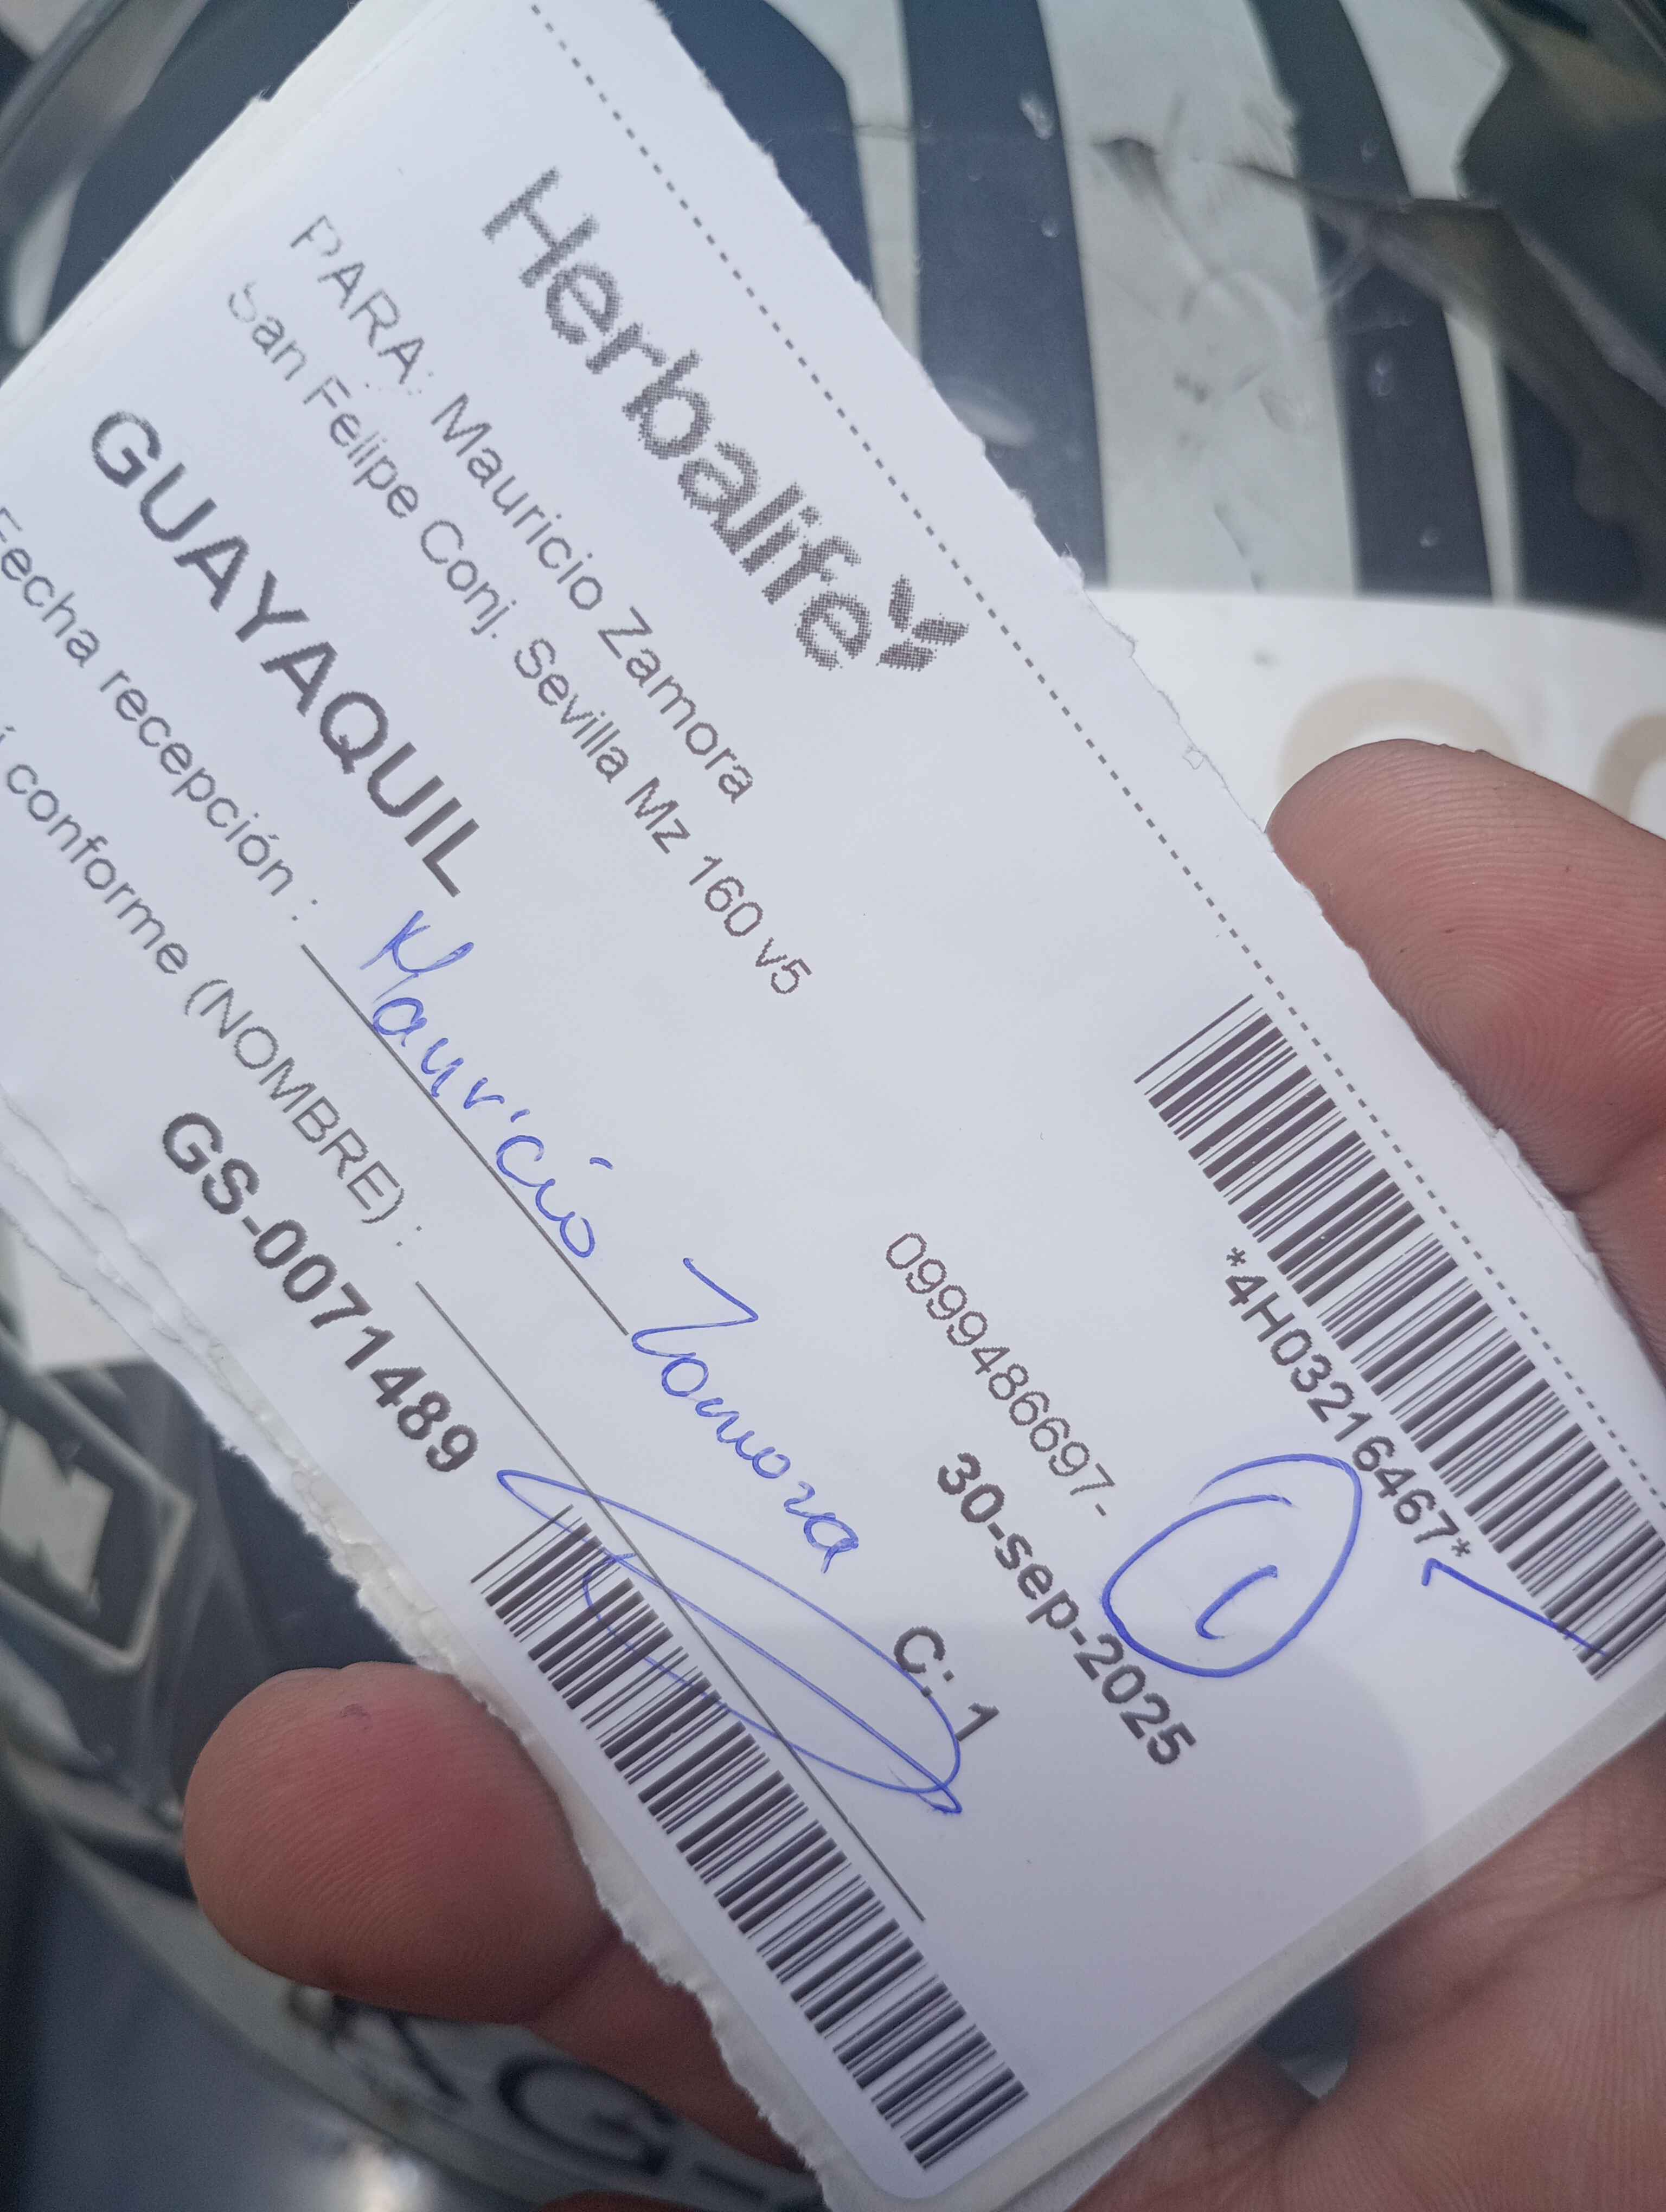 Herbalife
*4H03216467*
PARA: Mauricio Zamora
San Felipe Conj. Sevilla Mz 160 v5
0999486697-
1
GUAYAQUIL
30-sep-2025
Fecha recepción :
Mauricio Zamora
C: 1
í conforme (NOMBRE) :
GS-0071489